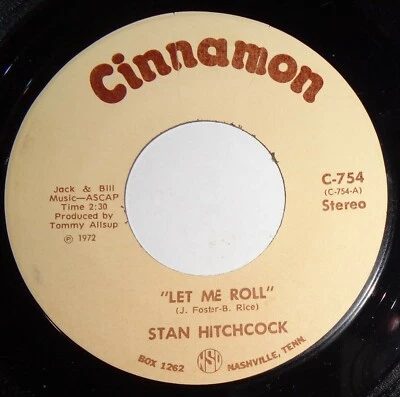 Cinnamon
Jack & Bill
Music—ASCAP
Time 2:30
Produced by
Tommy Allsup
℗ 1972
C-754
(C-754-A)
Stereo
"LET ME ROLL"
(J. Foster-B. Rice)
STAN HITCHCOCK
BOX 1262
NSD
NASHVILLE, TENN.